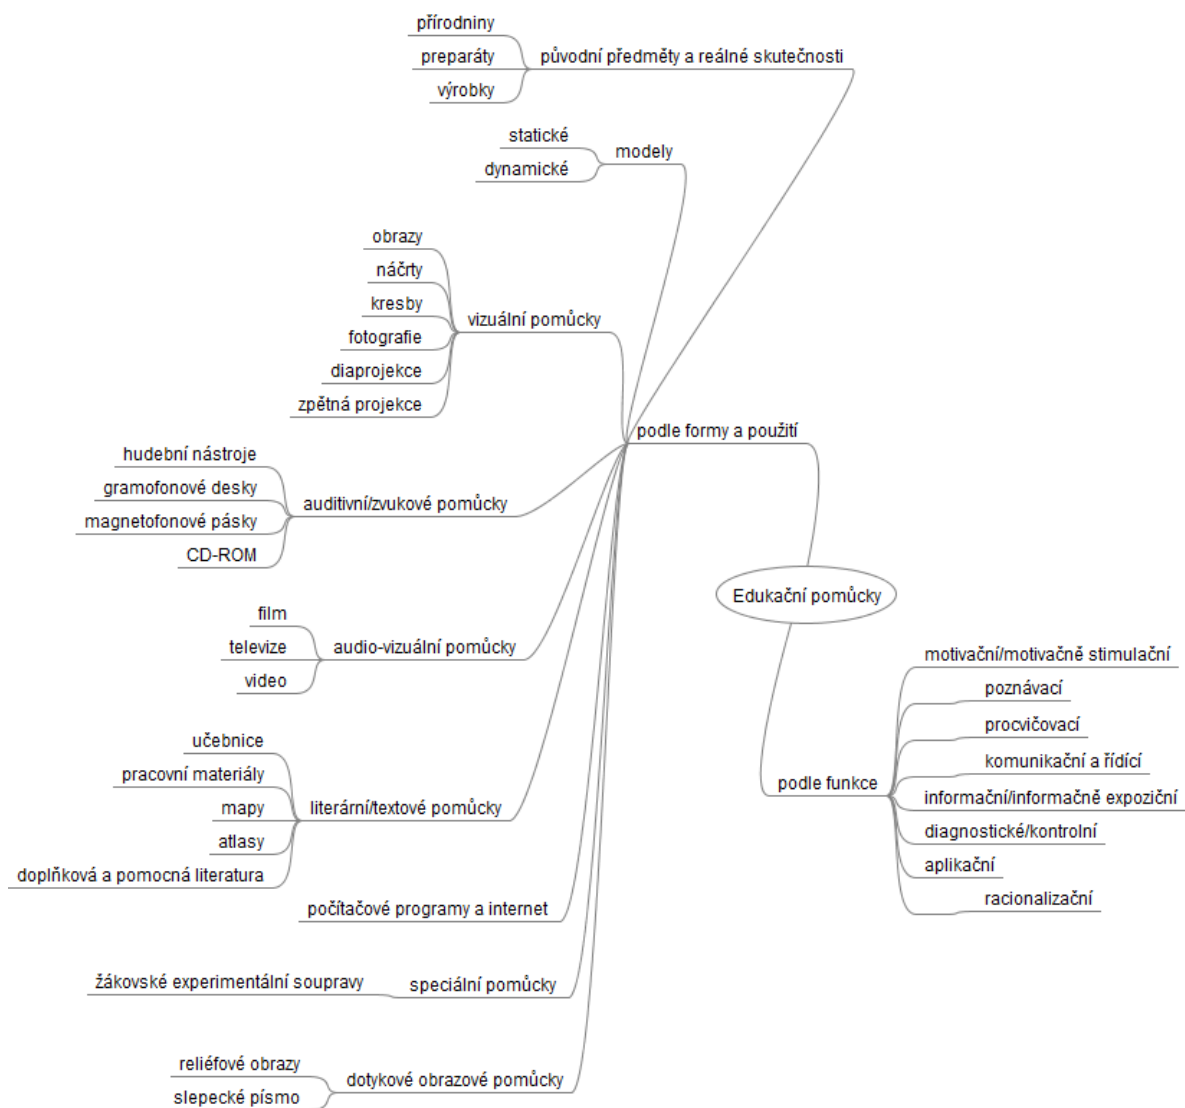 přírodniny
preparáty
výrobky
původní předměty a reálné skutečnosti
statické
dynamické
modely
obrazy
náčrty
kresby
fotografie
diaprojekce
zpětná projekce
vizuální pomůcky
podle formy a použití
hudební nástroje
gramofonové desky
magnetofonové pásky
CD-ROM
auditivní/zvukové pomůcky
film
televize
video
audio-vizuální pomůcky
učebnice
pracovní materiály
mapy
atlasy
doplňková a pomocná literatura
literární/textové pomůcky
počítačové programy a internet
žákovské experimentální soupravy
speciální pomůcky
reliéfové obrazy
slepecké písmo
dotykové obrazové pomůcky
Edukační pomůcky
podle funkce
motivační/motivačně stimulační
poznávací
procvičovací
komunikační a řídící
informační/informačně expoziční
diagnostické/kontrolní
aplikační
racionalizační